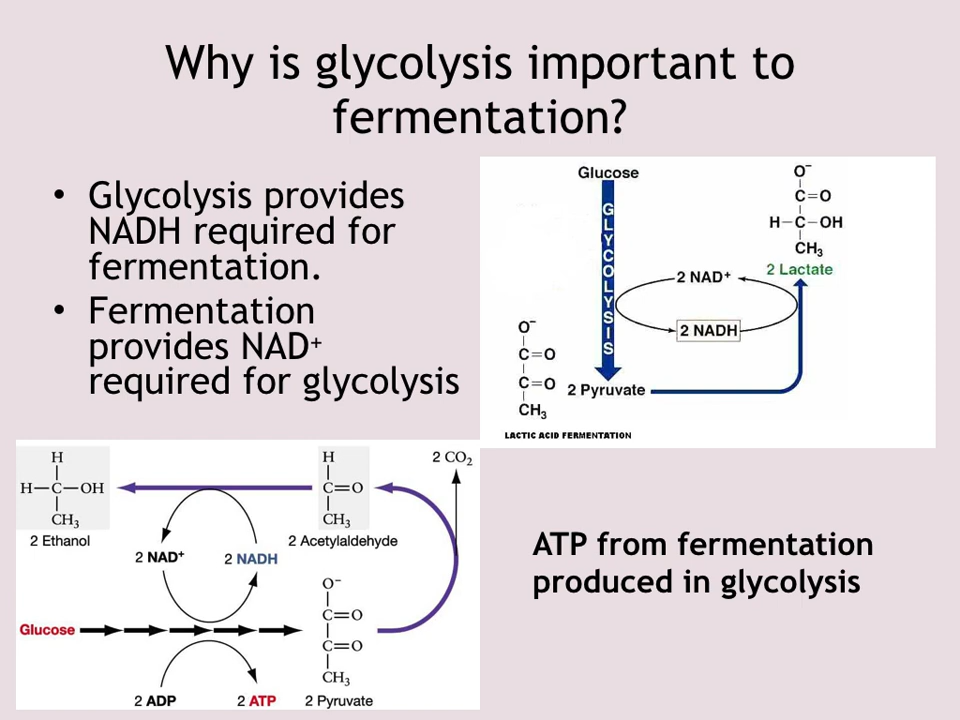 Why is glycolysis important to
fermentation?
• Glycolysis provides
NADH required for
fermentation.
• Fermentation
provides NAD⁺
required for glycolysis
Glucose
GLYCOLYSIS
O⁻
C=O
H–C–OH
CH₃
2 Lactate
2 NAD⁺
2 NADH
O⁻
C=O
C=O
CH₃
2 Pyruvate
LACTIC ACID FERMENTATION
H
H–C–OH
CH₃
2 Ethanol
H
C=O
CH₃
2 Acetylaldehyde
2 CO₂
2 NAD⁺
2 NADH
Glucose
O⁻
C=O
C=O
CH₃
2 ADP
2 ATP
2 Pyruvate
ATP from fermentation
produced in glycolysis